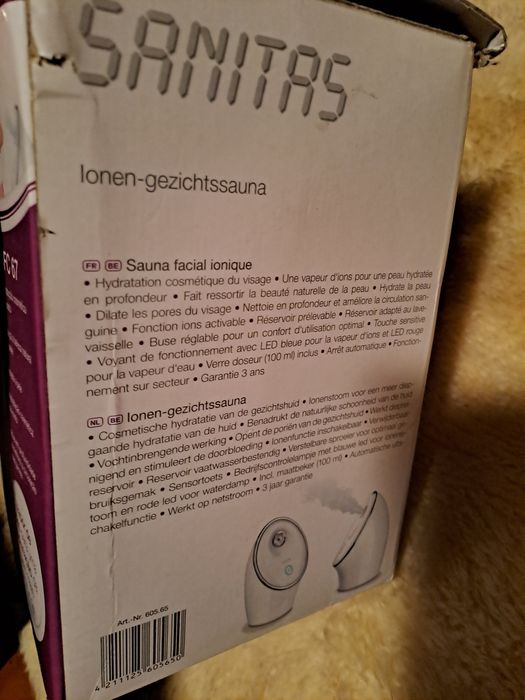 SANITAS
Ionen-gezichtssauna
FC 67
FR BE Sauna facial ionique
• Hydratation cosmétique du visage • Une vapeur d'ions pour une peau hydratée
en profondeur • Fait ressortir la beauté naturelle de la peau • Hydrate la peau
• Dilate les pores du visage • Nettoie en profondeur et améliore la circulation san-
guine • Fonction ions activable • Réservoir prélevable • Réservoir adapté au lave-
vaisselle • Buse réglable pour un confort d'utilisation optimal • Touche sensitive
• Voyant de fonctionnement avec LED bleue pour la vapeur d'ions et LED rouge
pour la vapeur d'eau • Verre doseur (100 ml) inclus • Arrêt automatique • Fonction-
nement sur secteur • Garantie 3 ans
NL BE Ionen-gezichtssauna
• Cosmetische hydratatie van de gezichtshuid • Ionenstoom voor een meer diep-
gaande hydratatie van de huid • Benadrukt de natuurlijke schoonheid van de huid
• Vochtinbrengende werking • Opent de poriën van de gezichtshuid • Werkt diepreí-
nigend en stimuleert de doorbloeding • Ionenfunctie inschakelbaar • Verwijderbaar
reservoir • Reservoir vaatwasserbestendig • Verstelbare sproeier voor optimaal ge-
bruiksgemak • Sensortoets • Bedrijfscontrolelampje met blauwe led voor ionens-
toom en rode led voor waterdamp • Incl. maatbeker (100 ml) • Automatische uits-
chakelfunctie • Werkt op netstroom • 3 jaar garantie
Art.-Nr. 605.65
4 211125 605650